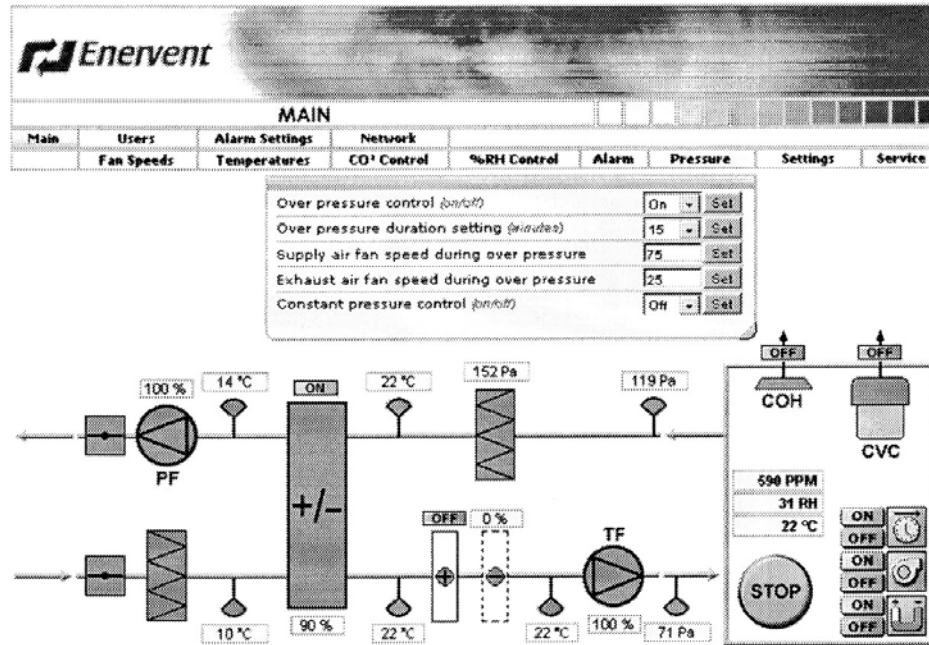 Enervent
MAIN
Main Users Alarm Settings Network
Fan Speeds Temperatures CO² Control %RH Control Alarm Pressure Settings Service
Over pressure control (on/off) On Set
Over pressure duration setting (minutes) 15 Set
Supply air fan speed during over pressure 75 Set
Exhaust air fan speed during over pressure 25 Set
Constant pressure control (on/off) Off Set
OFF OFF
100 % 14 °C ON 22 °C 152 Pa 119 Pa
COH
CVC
PF
+/-
590 PPM
31 RH
22 °C
OFF 0 % TF
ON
OFF
ON
OFF
ON
OFF
STOP
10 °C 90 % 22 °C 22 °C 100 % 71 Pa